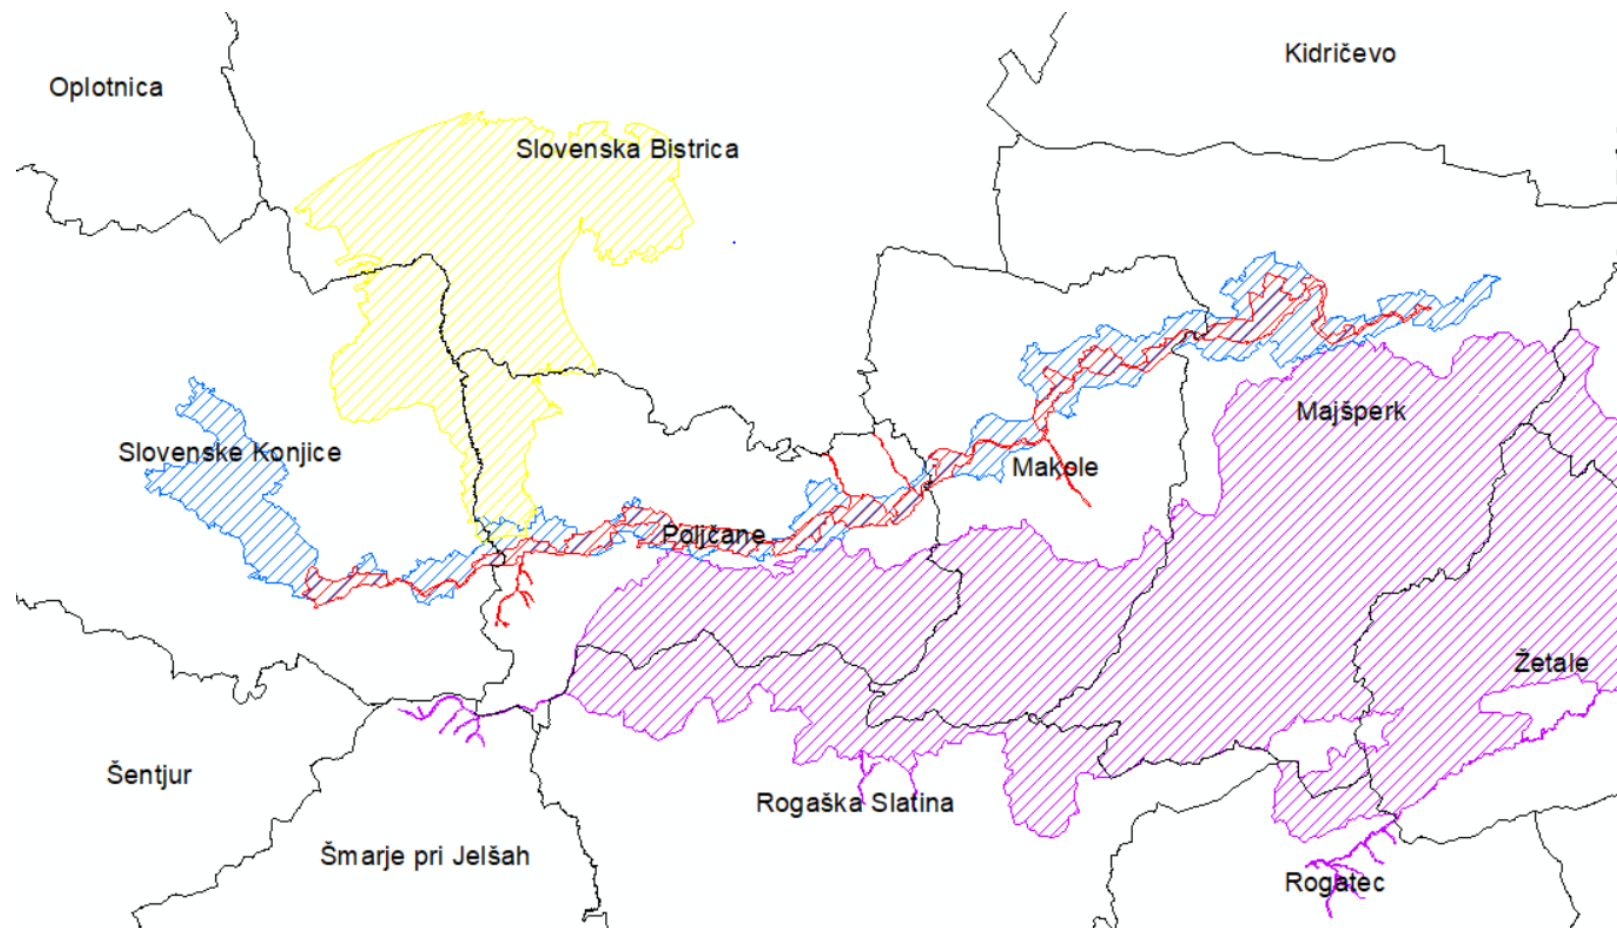 Kidričevo
Oplotnica
Slovenska Bistrica
Majšperk
Slovenske Konjice
Makole
Poljčane
Žetale
Šentjur
Rogaška Slatina
Šmarje pri Jelšah
Rogatec